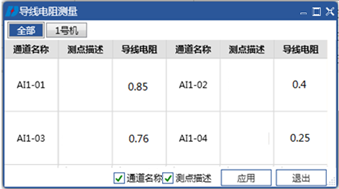 导线电阻测量
全部 1号机
通道名称 测点描述 导线电阻 通道名称 测点描述 导线电阻
AI1-01 0.85 AI1-02 0.4
AI1-03 0.76 AI1-04 0.25
通道名称 测点描述 应用 退出